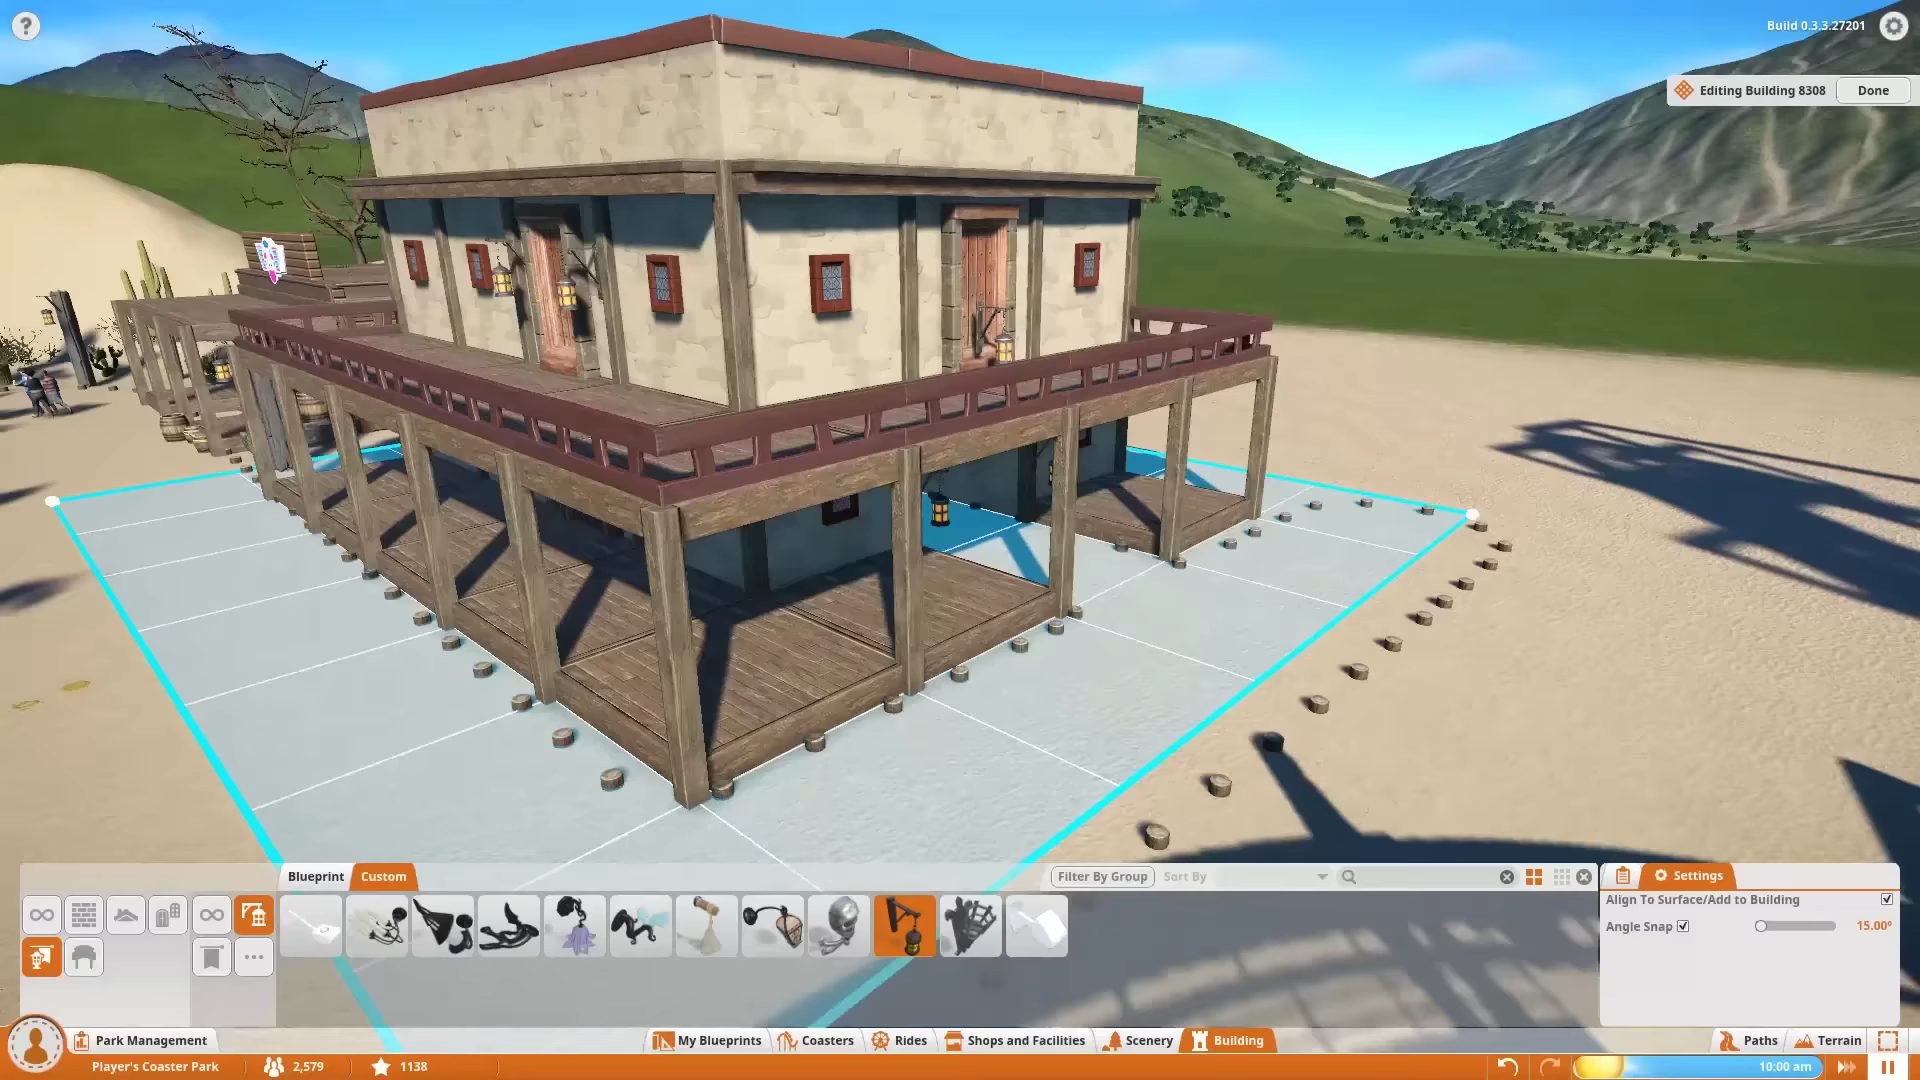 ?
Build 0.3.3.27201
Editing Building 8308
Done
Blueprint
Custom
Filter By Group
Sort By
Settings
Align To Surface/Add to Building
Angle Snap
15.00°
Park Management
My Blueprints
Coasters
Rides
Shops and Facilities
Scenery
Building
Paths
Terrain
Player's Coaster Park
2,579
1138
10:00 am